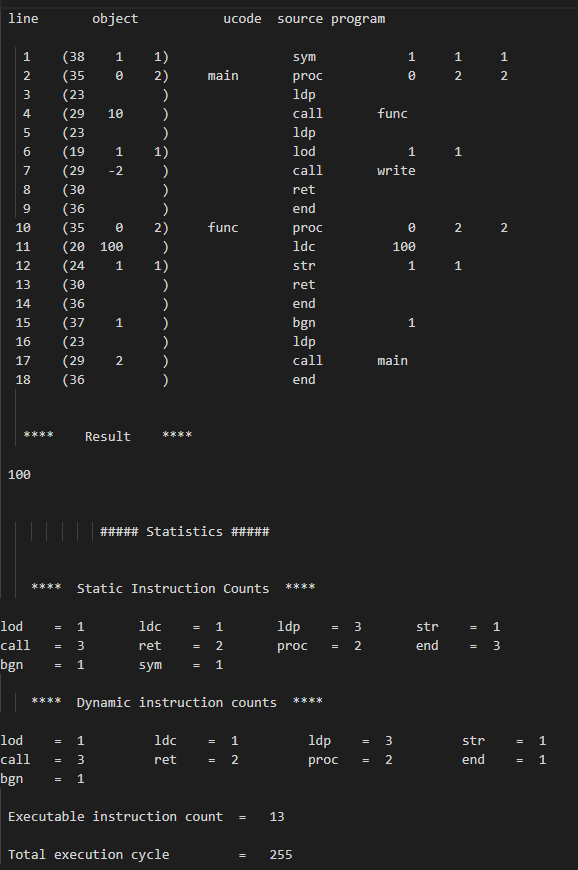 line       object           ucode  source program
  1    (38    1    1)                sym            1     1     1
  2    (35    0    2)     main       proc           0     2     2
  3    (23          )                ldp
  4    (29   10     )                call       func
  5    (23          )                ldp
  6    (19    1    1)                lod            1     1
  7    (29   -2     )                call       write
  8    (30          )                ret
  9    (36          )                end
 10    (35    0    2)     func       proc           0     2     2
 11    (20  100     )                ldc          100
 12    (24    1    1)                str            1     1
 13    (30          )                ret
 14    (36          )                end
 15    (37    1     )                bgn            1
 16    (23          )                ldp
 17    (29    2     )                call       main
 18    (36          )                end
  ****    Result    ****
100
##### Statistics #####
****  Static Instruction Counts  ****
lod    =  1       ldc    =  1       ldp    =  3       str    =  1
call   =  3       ret    =  2       proc   =  2       end    =  3
bgn    =  1       sym    =  1
****  Dynamic instruction counts  ****
lod    =  1         ldc    =  1         ldp    =  3         str    =  1
call   =  3         ret    =  2         proc   =  2         end    =  1
bgn    =  1
Executable instruction count  =   13
Total execution cycle         =   255